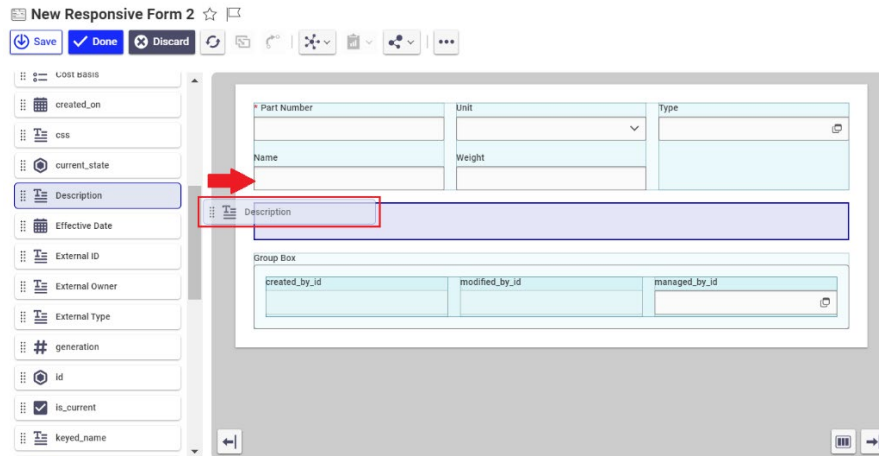 New Responsive Form 2
Save Done Discard
Cost Basis
created_on
css
current_state
Description
Effective Date
External ID
External Owner
External Type
generation
id
is_current
keyed_name
* Part Number Unit Type
Name Weight
Description
Group Box
created_by_id modified_by_id managed_by_id